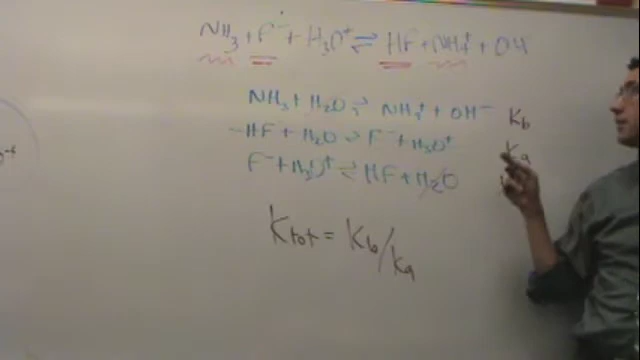 NH₃ + F⁻ + H₃O⁺ ⇌ HF + NH₄⁺ + OH⁻
NH₃ + H₂O ⇌ NH₄⁺ + OH⁻ Kb
-HF + H₂O ⇌ F⁻ + H₃O⁺ Ka
F⁻ + H₃O⁺ ⇌ HF + H₂O
Ktot = Kb/Ka